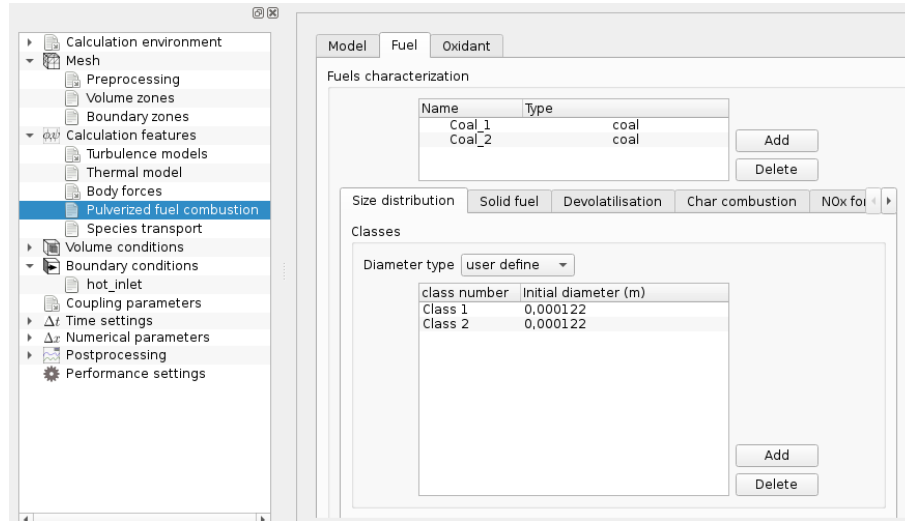 Calculation environment
Mesh
Preprocessing
Volume zones
Boundary zones
Calculation features
Turbulence models
Thermal model
Body forces
Pulverized fuel combustion
Species transport
Volume conditions
Boundary conditions
hot_inlet
Coupling parameters
Δt Time settings
Δx Numerical parameters
Postprocessing
Performance settings
Model Fuel Oxidant
Fuels characterization
Name Type
Coal_1 coal
Coal_2 coal
Add
Delete
Size distribution Solid fuel Devolatilisation Char combustion NOx for
Classes
Diameter type user define
class number Initial diameter (m)
Class 1 0,000122
Class 2 0,000122
Add
Delete